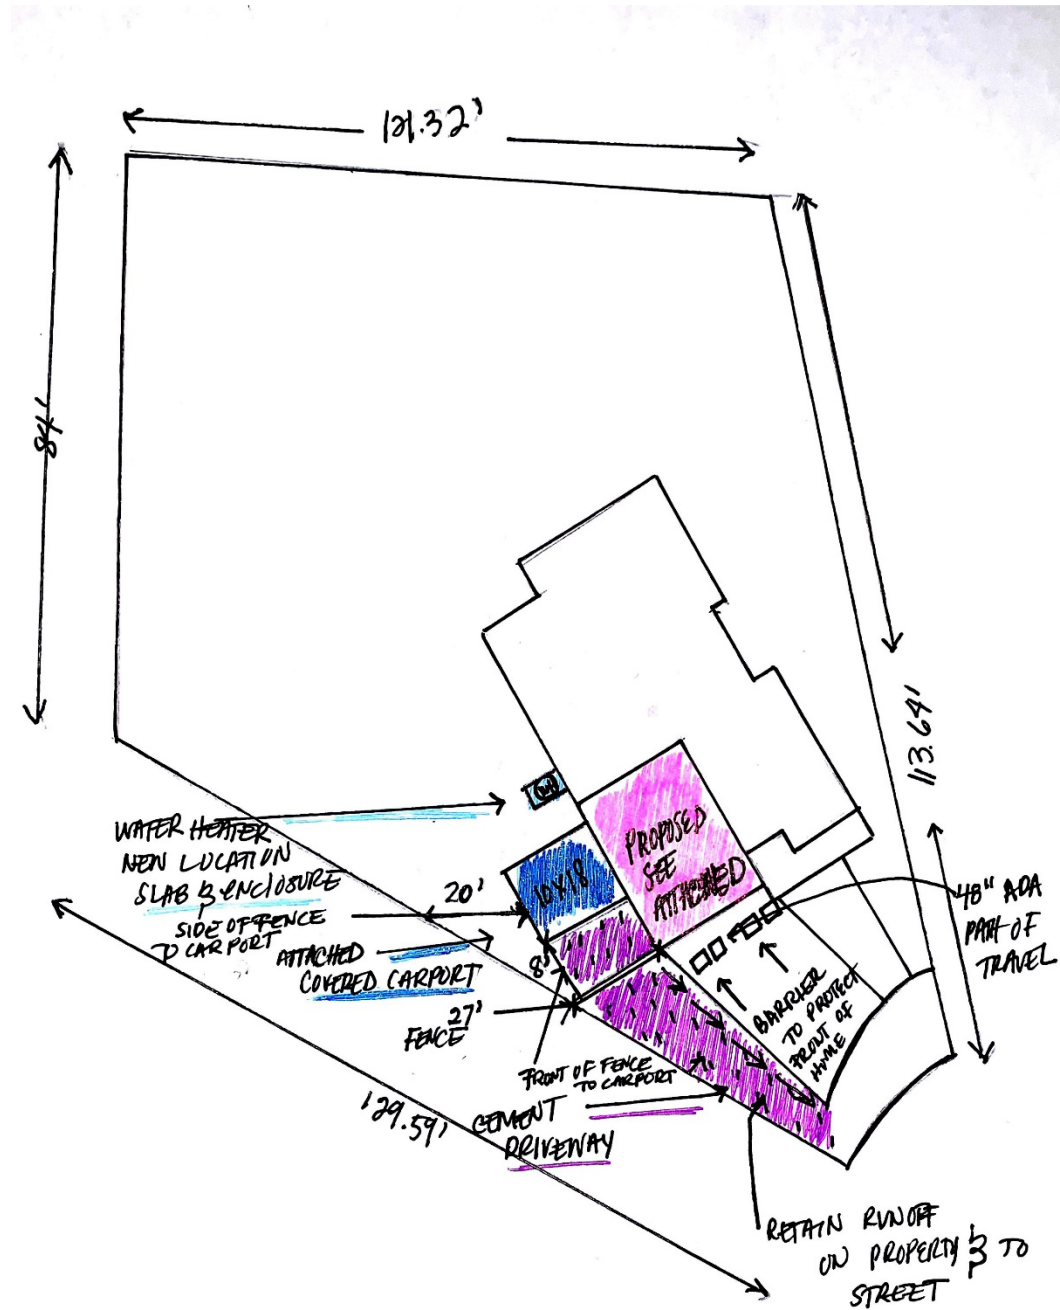 121.32'
84'
113.64'
WATER HEATER
NEW LOCATION
SLAB & ENCLOSURE
SIDE OF FENCE
TO CARPORT
20'
ATTACHED
COVERED CARPORT
10X18
PROPOSED
SEE
ATTACHED
8'
27'
FENCE
FRONT OF FENCE
TO CARPORT
CEMENT
DRIVEWAY
129.59'
BARRIER
TO PROTECT
FRONT OF
HOME
48" ADA
PATH OF
TRAVEL
RETAIN RUNOFF
ON PROPERTY & TO
STREET